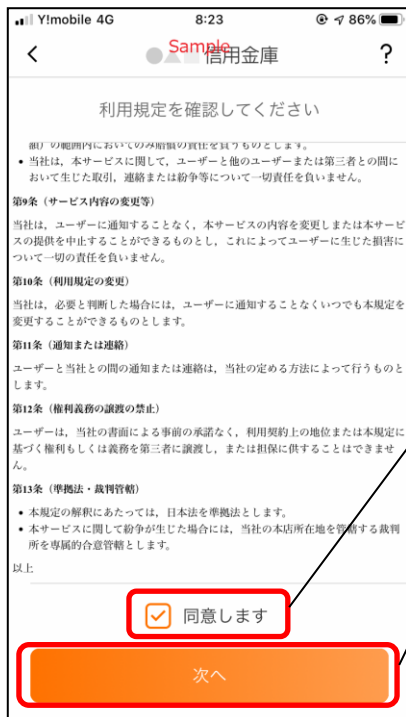 Y!mobile 4G 8:23 86%
Sample
信用金庫 ?
利用規定を確認してください
額）の範囲内においてのみ賠償の責任を負うものとします。
• 当社は，本サービスに関して，ユーザーと他のユーザーまたは第三者との間に
おいて生じた取引，連絡または紛争等について一切責任を負いません。
第9条（サービス内容の変更等）
当社は，ユーザーに通知することなく，本サービスの内容を変更しまたは本サービ
スの提供を中止することができるものとし，これによってユーザーに生じた損害に
ついて一切の責任を負いません。
第10条（利用規定の変更）
当社は，必要と判断した場合には，ユーザーに通知することなくいつでも本規定を
変更することができるものとします。
第11条（通知または連絡）
ユーザーと当社との間の通知または連絡は，当社の定める方法によって行うものと
します。
第12条（権利義務の譲渡の禁止）
ユーザーは，当社の書面による事前の承諾なく，利用契約上の地位または本規定に
基づく権利もしくは義務を第三者に譲渡し，または担保に供することはできませ
ん。
第13条（準拠法・裁判管轄）
• 本規定の解釈にあたっては，日本法を準拠法とします。
• 本サービスに関して紛争が生じた場合には，当社の本店所在地を管轄する裁判
所を専属的合意管轄とします。
以上
同意します
次へ